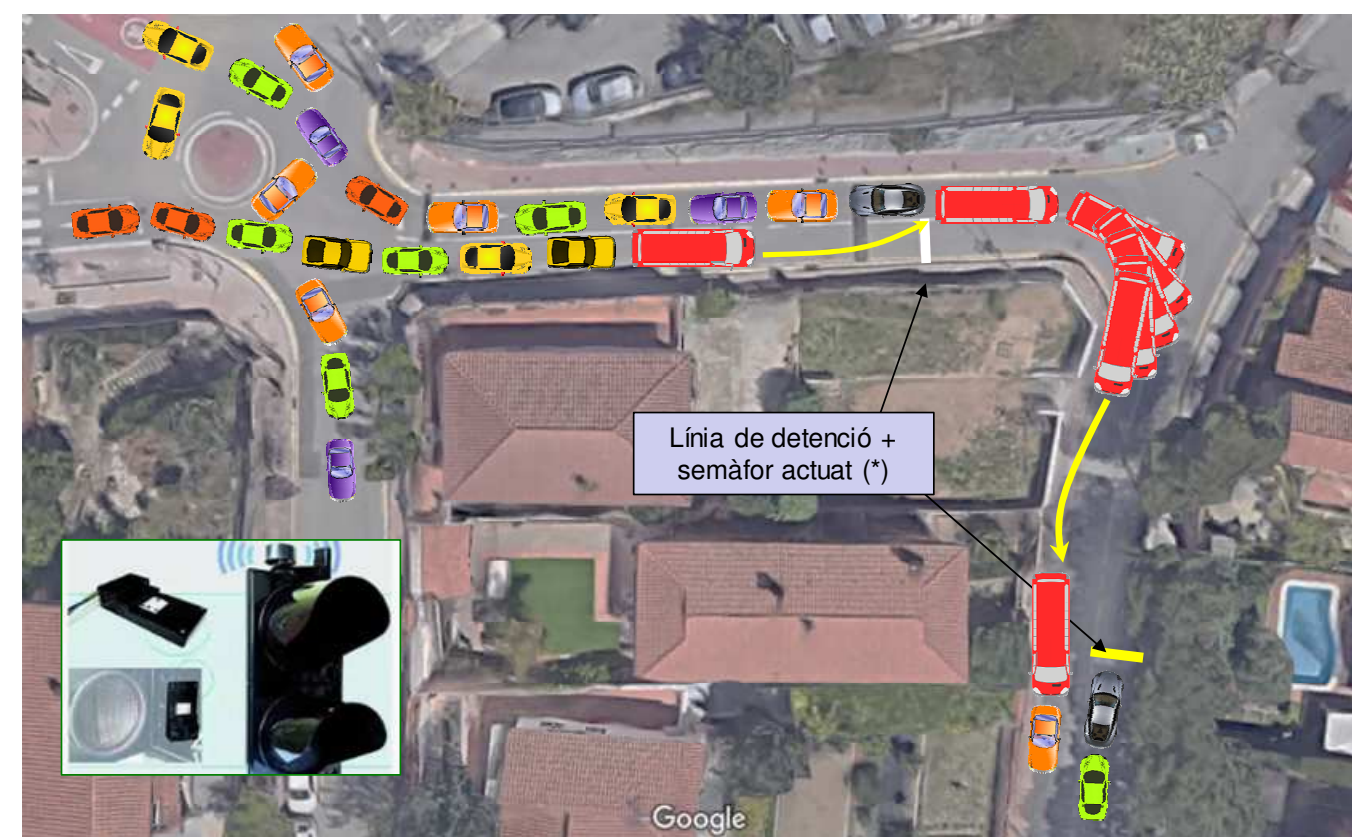 Línia de detenció +
semàfor actuat (*)
Google